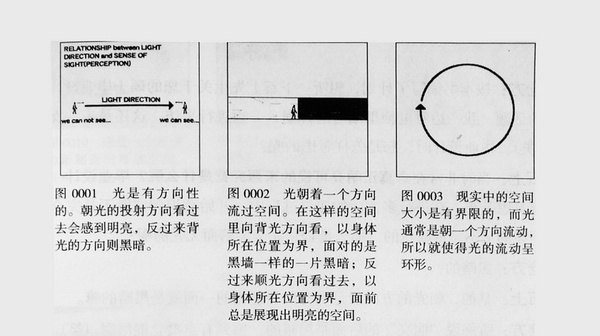 RELATIONSHIP between LIGHT
DIRECTION and SENSE OF
SIGHT(PERCEPTION)
LIGHT DIRECTION
we can not see...
we can see...
图 0001　光是有方向性
的。朝光的投射方向看过
去会感到明亮，反过来背
光的方向则黑暗。
图 0002　光朝着一个方向
流过空间。在这样的空间
里向背光方向看，以身体
所在位置为界，面对的是
黑墙一样的一片黑暗；反
过来顺光方向看过去，以
身体所在位置为界，面前
总是展现出明亮的空间。
图 0003　现实中的空间
大小是有界限的，而光
通常是朝一个方向流动，
所以就使得光的流动呈
环形。